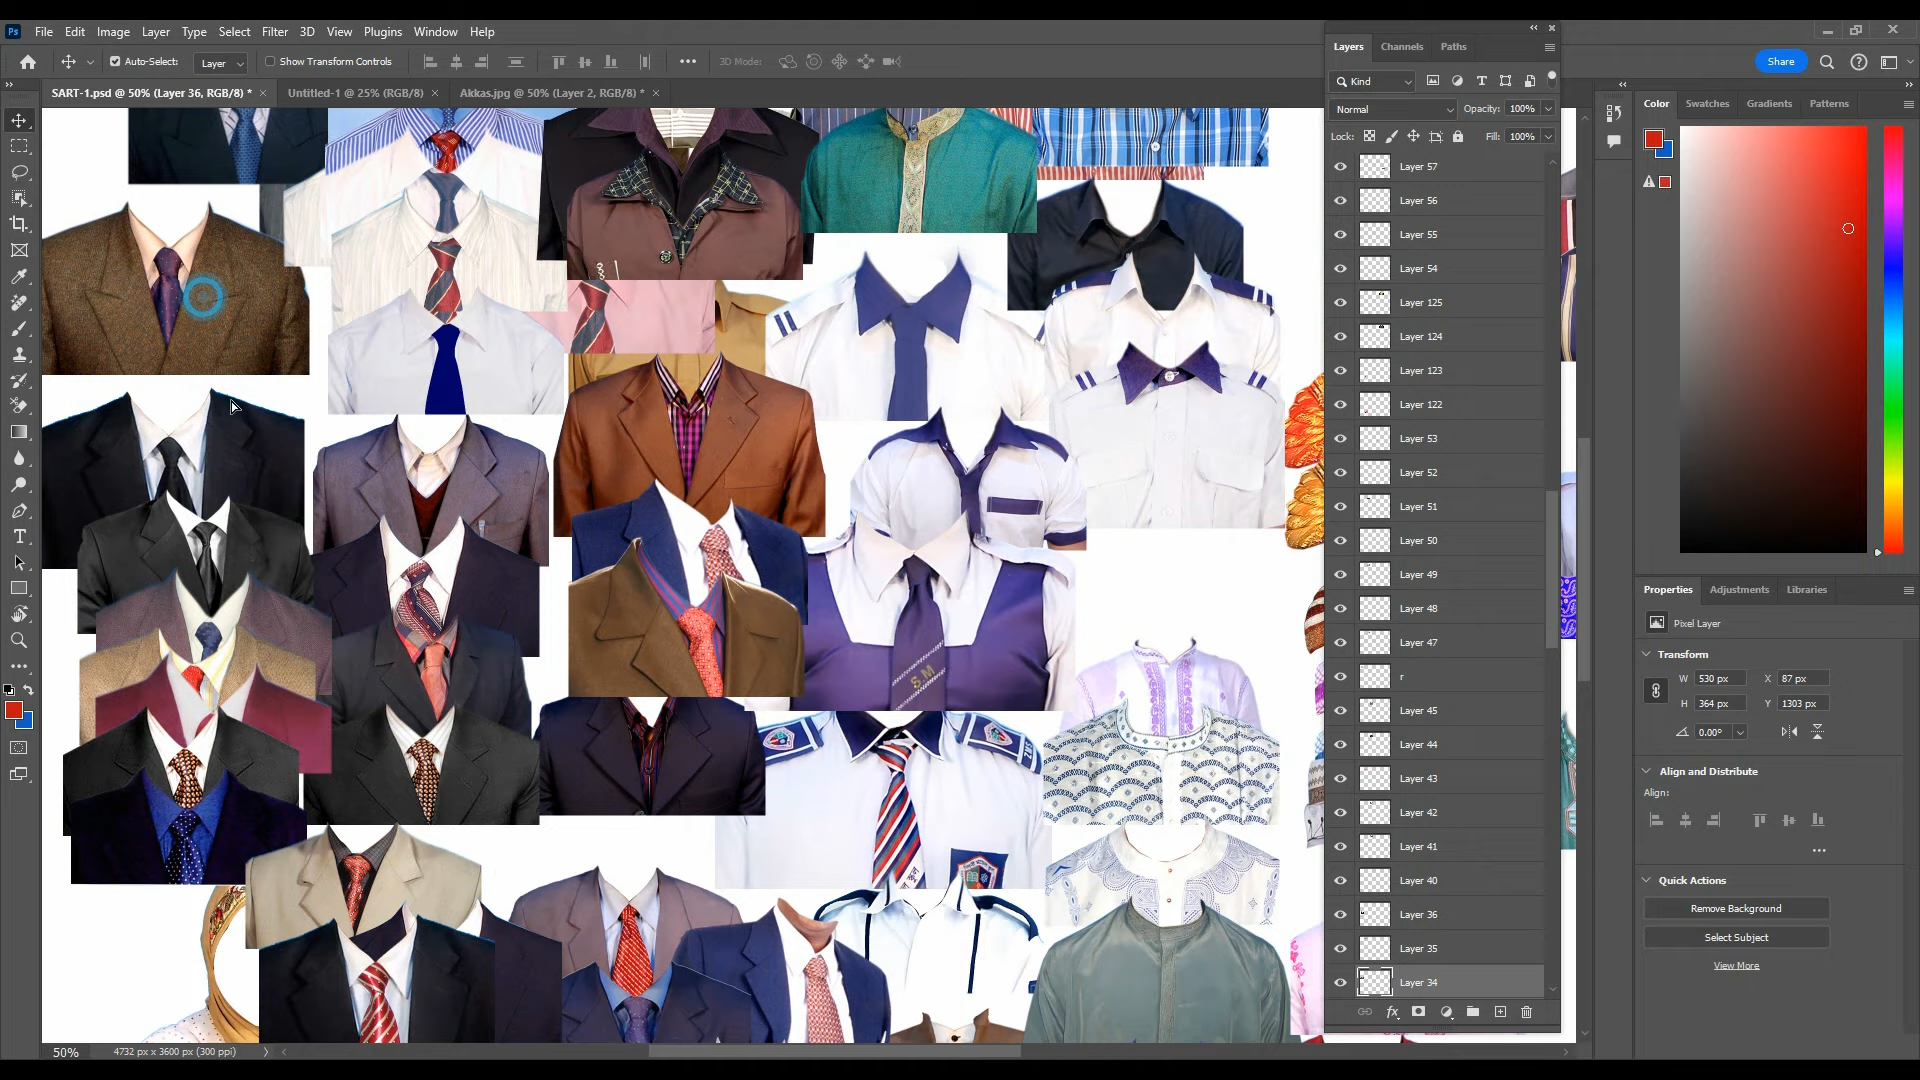 Ps File Edit Image Layer Type Select Filter 3D View Plugins Window Help
Auto-Select: Layer Show Transform Controls 3D Mode: Share
SART-1.psd @ 50% (Layer 36, RGB/8) * Untitled-1 @ 25% (RGB/8) Akkas.jpg @ 50% (Layer 2, RGB/8) *
Layers Channels Paths
Kind
Normal Opacity: 100%
Lock: Fill: 100%
Layer 57
Layer 56
Layer 55
Layer 54
Layer 125
Layer 124
Layer 123
Layer 122
Layer 53
Layer 52
Layer 51
Layer 50
Layer 49
Layer 48
Layer 47
r
Layer 45
Layer 44
Layer 43
Layer 42
Layer 41
Layer 40
Layer 36
Layer 35
Layer 34
fx
Color Swatches Gradients Patterns
Properties Adjustments Libraries
Pixel Layer
Transform
W 530 px X 87 px
H 364 px Y 1303 px
0.00°
Align and Distribute
Align:
Quick Actions
Remove Background
Select Subject
View More
S M
50% 4732 px x 3600 px (300 ppi)